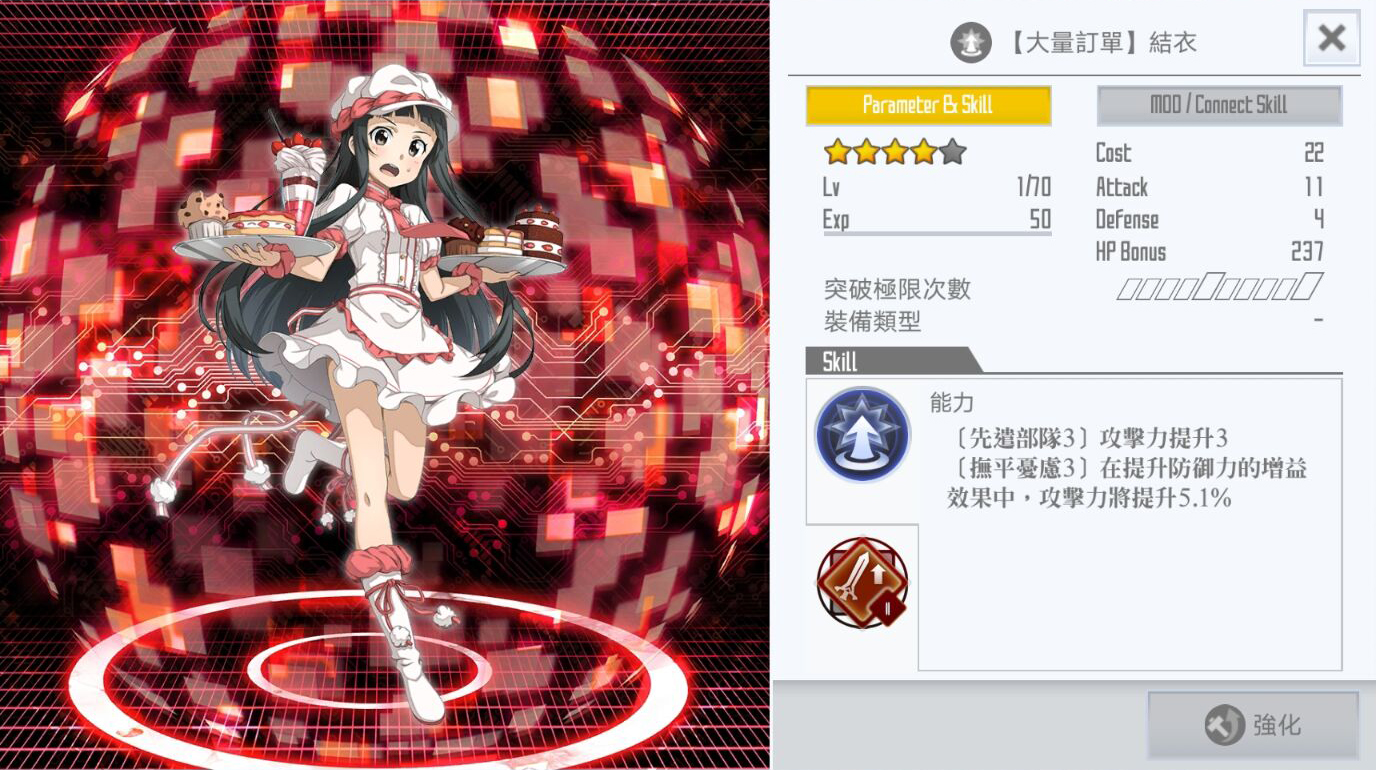 【大量訂單】結衣
Parameter & Skill
MOD / Connect Skill
Cost 22
Lv 1/70
Attack 11
Exp 50
Defense 4
HP Bonus 237
突破極限次數
裝備類型 -
Skill
能力
〔先遣部隊3〕攻擊力提升3
〔撫平憂慮3〕在提升防御力的增益
效果中，攻擊力將提升5.1%
II
強化